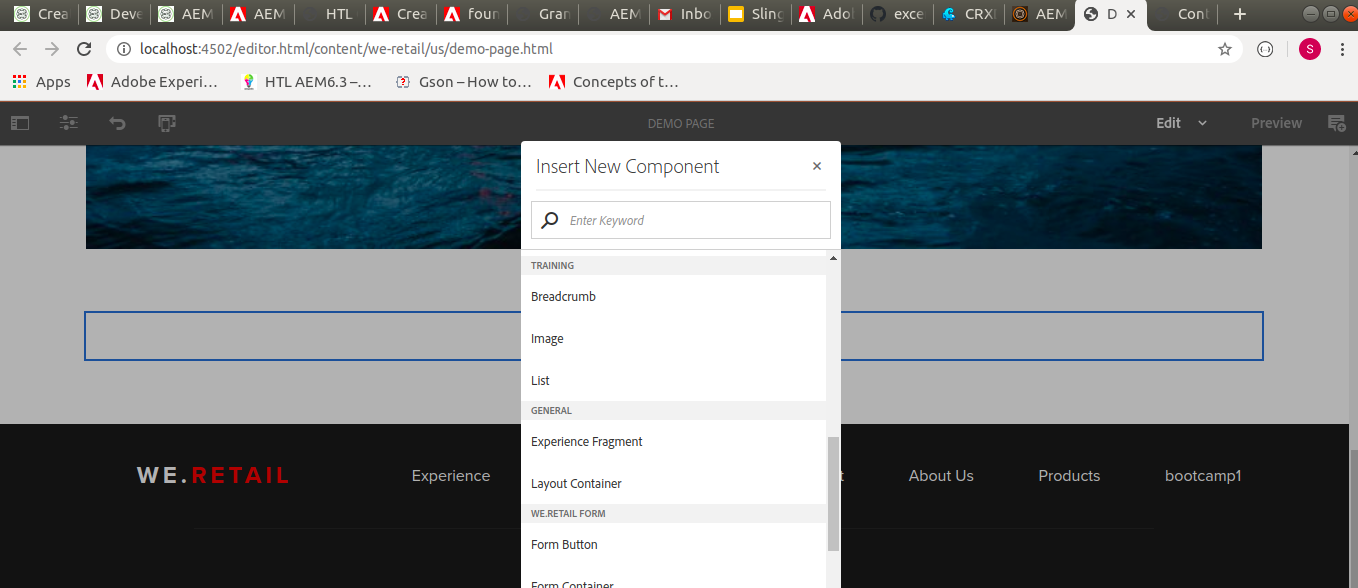 Crea Deve AEM AEM HTL Crea foun Gran AEM Inbo Sling Adol exce CRX AEM D Cont
localhost:4502/editor.html/content/we-retail/us/demo-page.html S
Apps Adobe Experi… HTL AEM6.3 –… Gson – How to… Concepts of t…
DEMO PAGE Edit Preview
Insert New Component
Enter Keyword
TRAINING
Breadcrumb
Image
List
GENERAL
Experience Fragment
Layout Container
WE.RETAIL FORM
Form Button
Form Container
WE.RETAIL Experience About Us Products bootcamp1